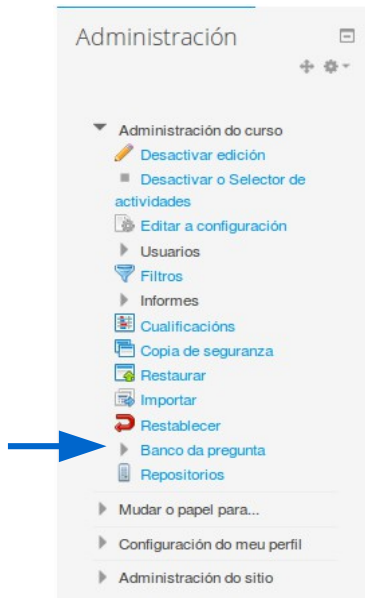 Administración
Administración do curso
Desactivar edición
Desactivar o Selector de
actividades
Editar a configuración
Usuarios
Filtros
Informes
Cualificacións
Copia de seguranza
Restaurar
Importar
Restablecer
Banco da pregunta
Repositorios
Mudar o papel para...
Configuración do meu perfil
Administración do sitio